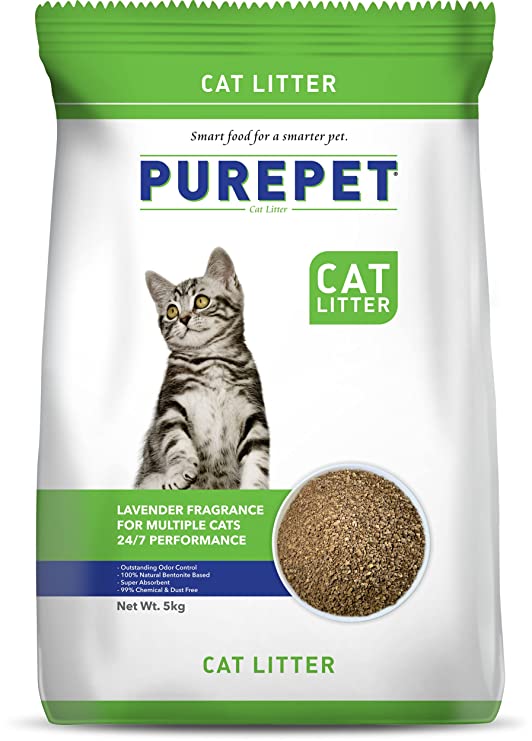 CAT LITTER
Smart food for a smarter pet.
PUREPET®
Cat Litter
CAT
LITTER
LAVENDER FRAGRANCE
FOR MULTIPLE CATS
24/7 PERFORMANCE
- Outstanding Odor Control
- 100% Natural Bentonite Based
- Super Absorbent
- 99% Chemical & Dust Free
Net Wt. 5kg
CAT LITTER